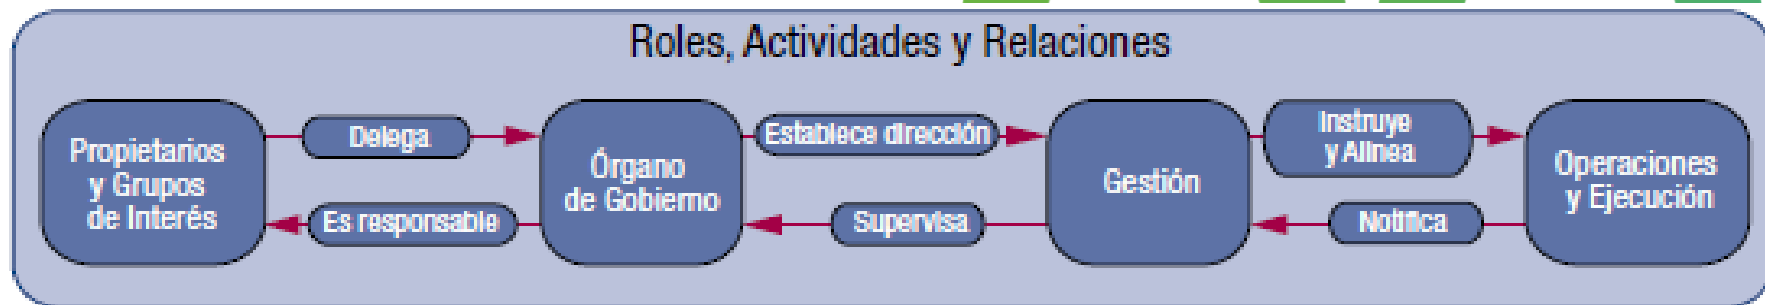 Roles, Actividades y Relaciones
Propietarios
y Grupos
de Interés
Delega
Es responsable
Órgano
de Gobierno
Establece dirección
Supervisa
Gestión
Instruye
y Alinea
Notifica
Operaciones
y Ejecución